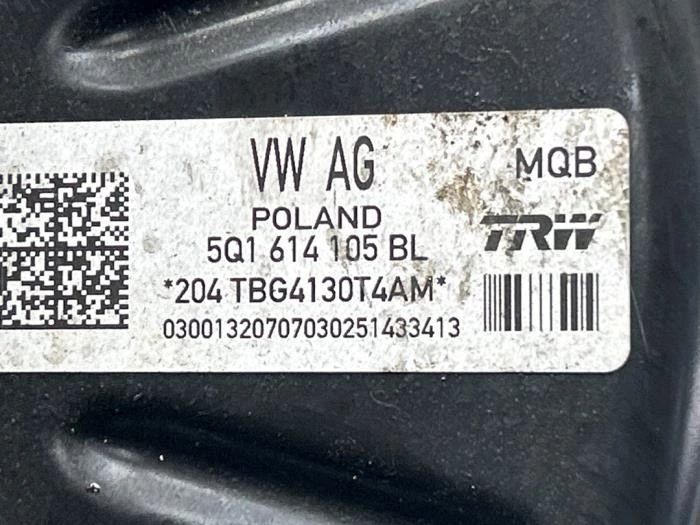 VW AG MQB
POLAND TRW
5Q1 614 105 BL
*204 TBG4130T4AM*
03001320707030251433413